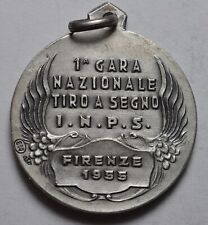 1ª GARA
NAZIONALE
TIRO A SEGNO
I.N.P.S.
FIRENZE
1955